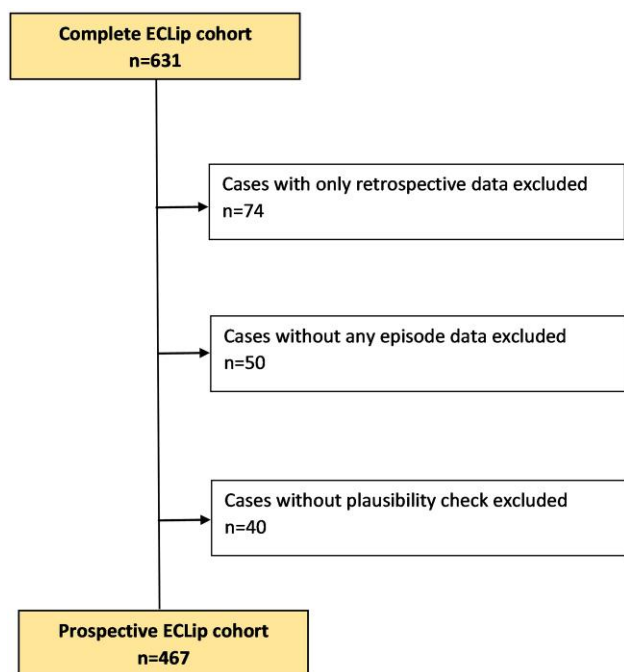 Complete ECLip cohort
n=631
Cases with only retrospective data excluded
n=74
Cases without any episode data excluded
n=50
Cases without plausibility check excluded
n=40
Prospective ECLip cohort
n=467